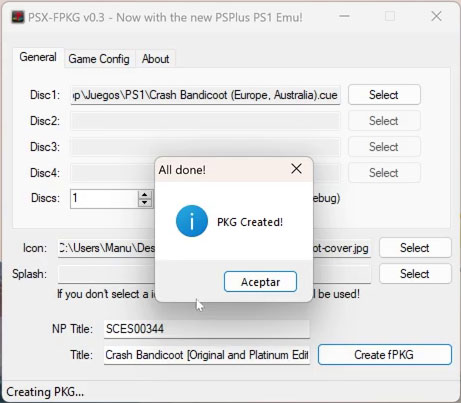 PSX-FPKG v0.3 - Now with the new PSPlus PS1 Emu!
General Game Config About
Disc1: op\Juegos\PS1\Crash Bandicoot (Europe, Australia).cue Select
Disc2: Select
Disc3: Select
Disc4: Select
Discs: 1 ebug)
All done!
PKG Created!
Aceptar
Icon: C:\Users\Manu\Des ot-cover.jpg Select
Splash: Select
If you don't select a i l be used!
NP Title: SCES00344
Title: Crash Bandicoot [Original and Platinum Edit Create fPKG
Creating PKG...